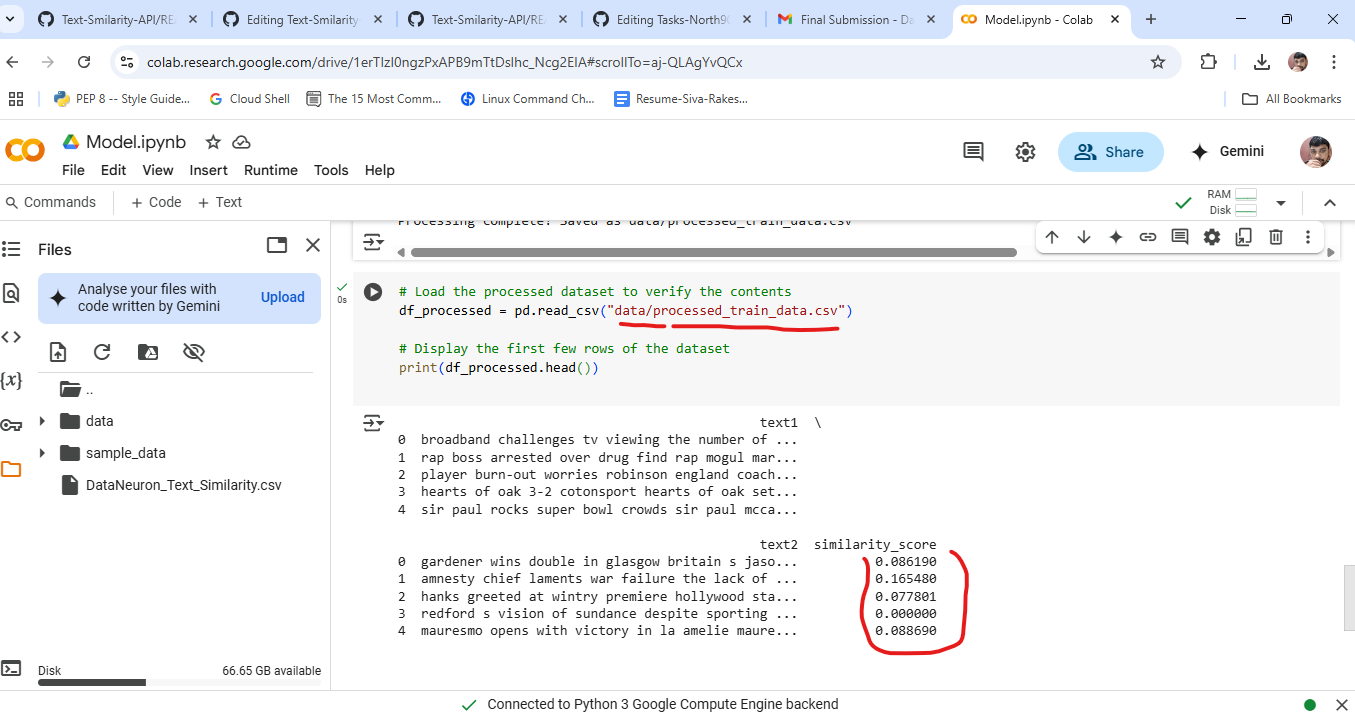 Text-Smilarity-API/RE
Editing Text-Smilarity
Text-Smilarity-API/RE
Editing Tasks-North9
Final Submission - Da
Model.ipynb - Colab
colab.research.google.com/drive/1erTIzI0ngzPxAPB9mTtDsIhc_Ncg2EIA#scrollTo=aj-QLAgYvQCx
PEP 8 -- Style Guide...
Cloud Shell
The 15 Most Comm...
Linux Command Ch...
Resume-Siva-Rakes...
All Bookmarks
CO
Model.ipynb
File Edit View Insert Runtime Tools Help
Share
Gemini
Commands
+ Code
+ Text
RAM
Disk
Files
Analyse your files with
code written by Gemini
Upload
..
data
sample_data
DataNeuron_Text_Similarity.csv
{x}
Disk
66.65 GB available
Processing complete! Saved as data/processed_train_data.csv
0s
# Load the processed dataset to verify the contents
df_processed = pd.read_csv("data/processed_train_data.csv")
# Display the first few rows of the dataset
print(df_processed.head())
text1 \
0 broadband challenges tv viewing the number of ...
1 rap boss arrested over drug find rap mogul mar...
2 player burn-out worries robinson england coach...
3 hearts of oak 3-2 cotonsport hearts of oak set...
4 sir paul rocks super bowl crowds sir paul mcca...
text2 similarity_score
0 gardener wins double in glasgow britain s jaso... 0.086190
1 amnesty chief laments war failure the lack of ... 0.165480
2 hanks greeted at wintry premiere hollywood sta... 0.077801
3 redford s vision of sundance despite sporting ... 0.000000
4 mauresmo opens with victory in la amelie maure... 0.088690
Connected to Python 3 Google Compute Engine backend